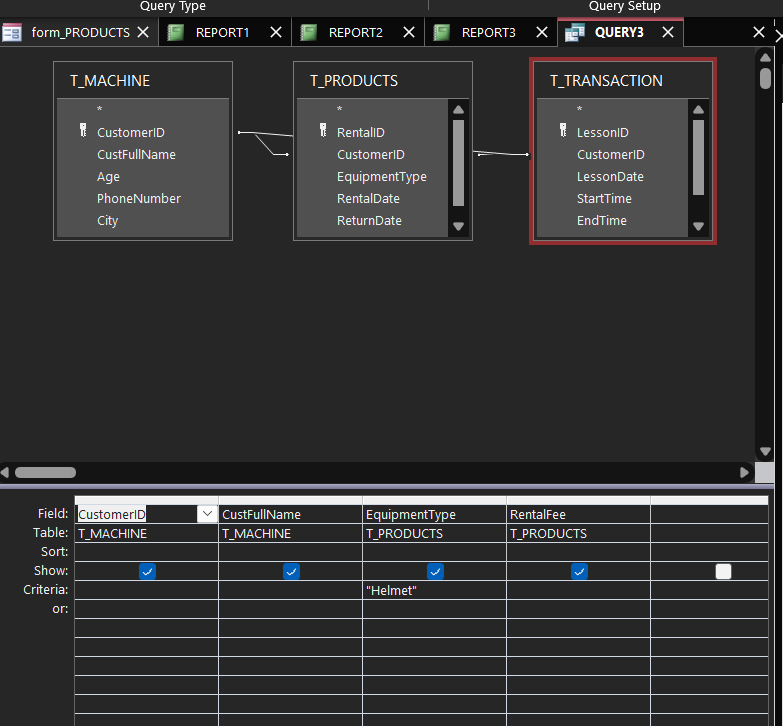 Query Type Query Setup
form_PRODUCTS REPORT1 REPORT2 REPORT3 QUERY3
T_MACHINE
*
CustomerID
CustFullName
Age
PhoneNumber
City
T_PRODUCTS
*
RentalID
CustomerID
EquipmentType
RentalDate
ReturnDate
T_TRANSACTION
*
LessonID
CustomerID
LessonDate
StartTime
EndTime
Field: CustomerID CustFullName EquipmentType RentalFee
Table: T_MACHINE T_MACHINE T_PRODUCTS T_PRODUCTS
Sort:
Show:
Criteria: "Helmet"
or: